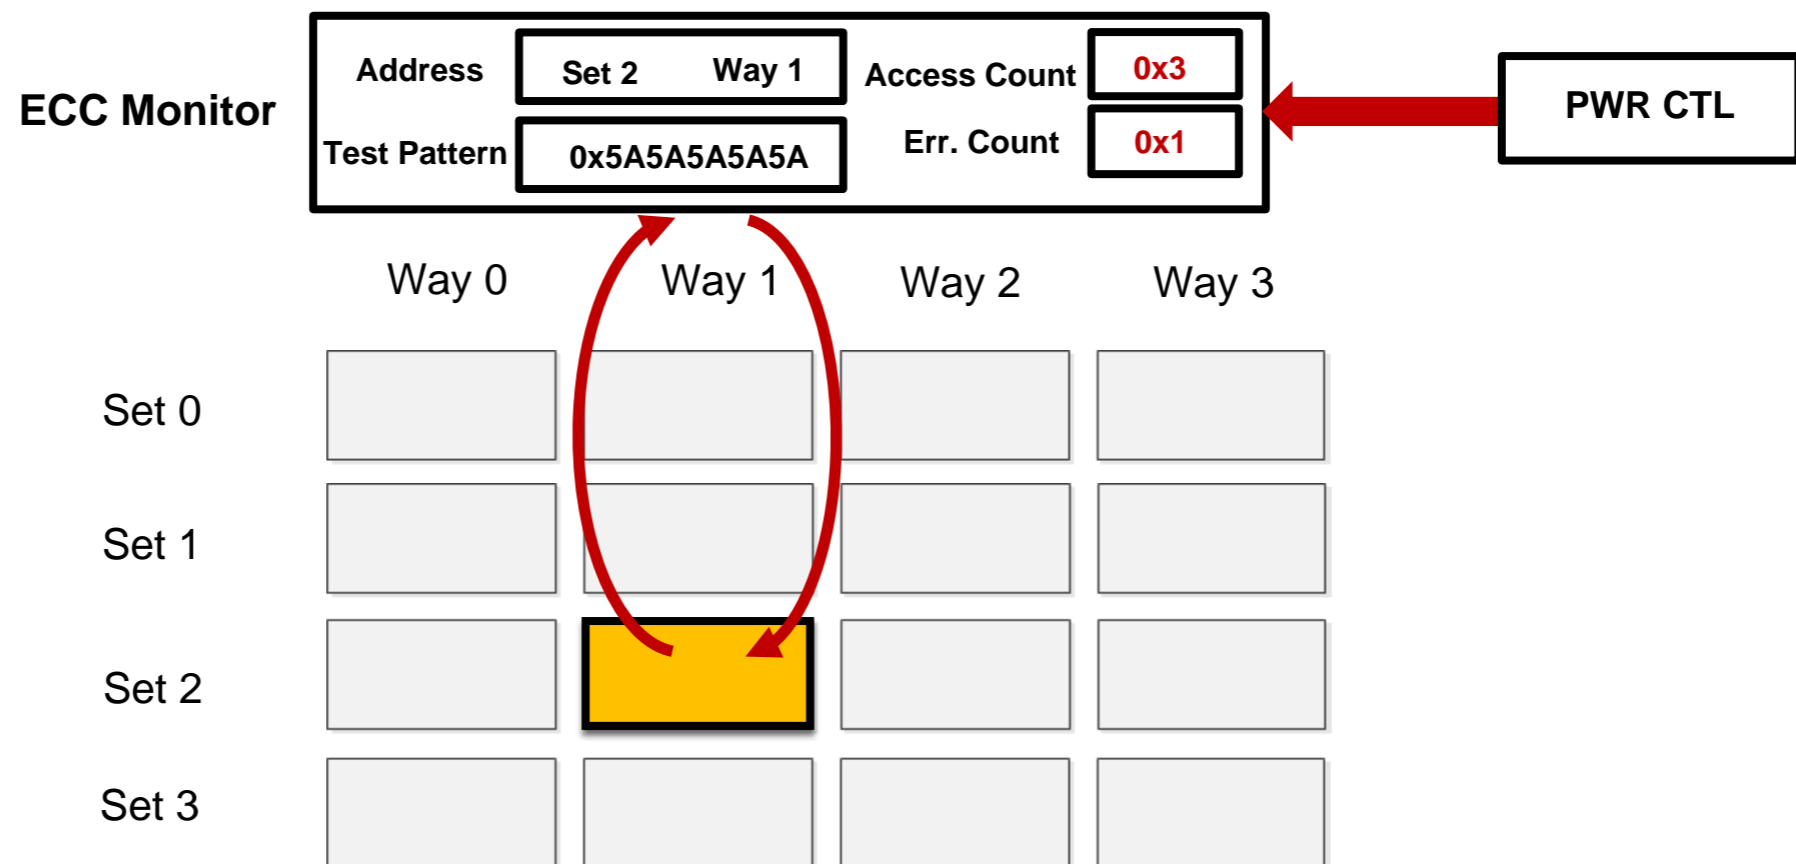 ECC Monitor
Address
Set 2 Way 1
Access Count
0x3
Test Pattern
0x5A5A5A5A5A
Err. Count
0x1
PWR CTL
Way 0 Way 1 Way 2 Way 3
Set 0
Set 1
Set 2
Set 3